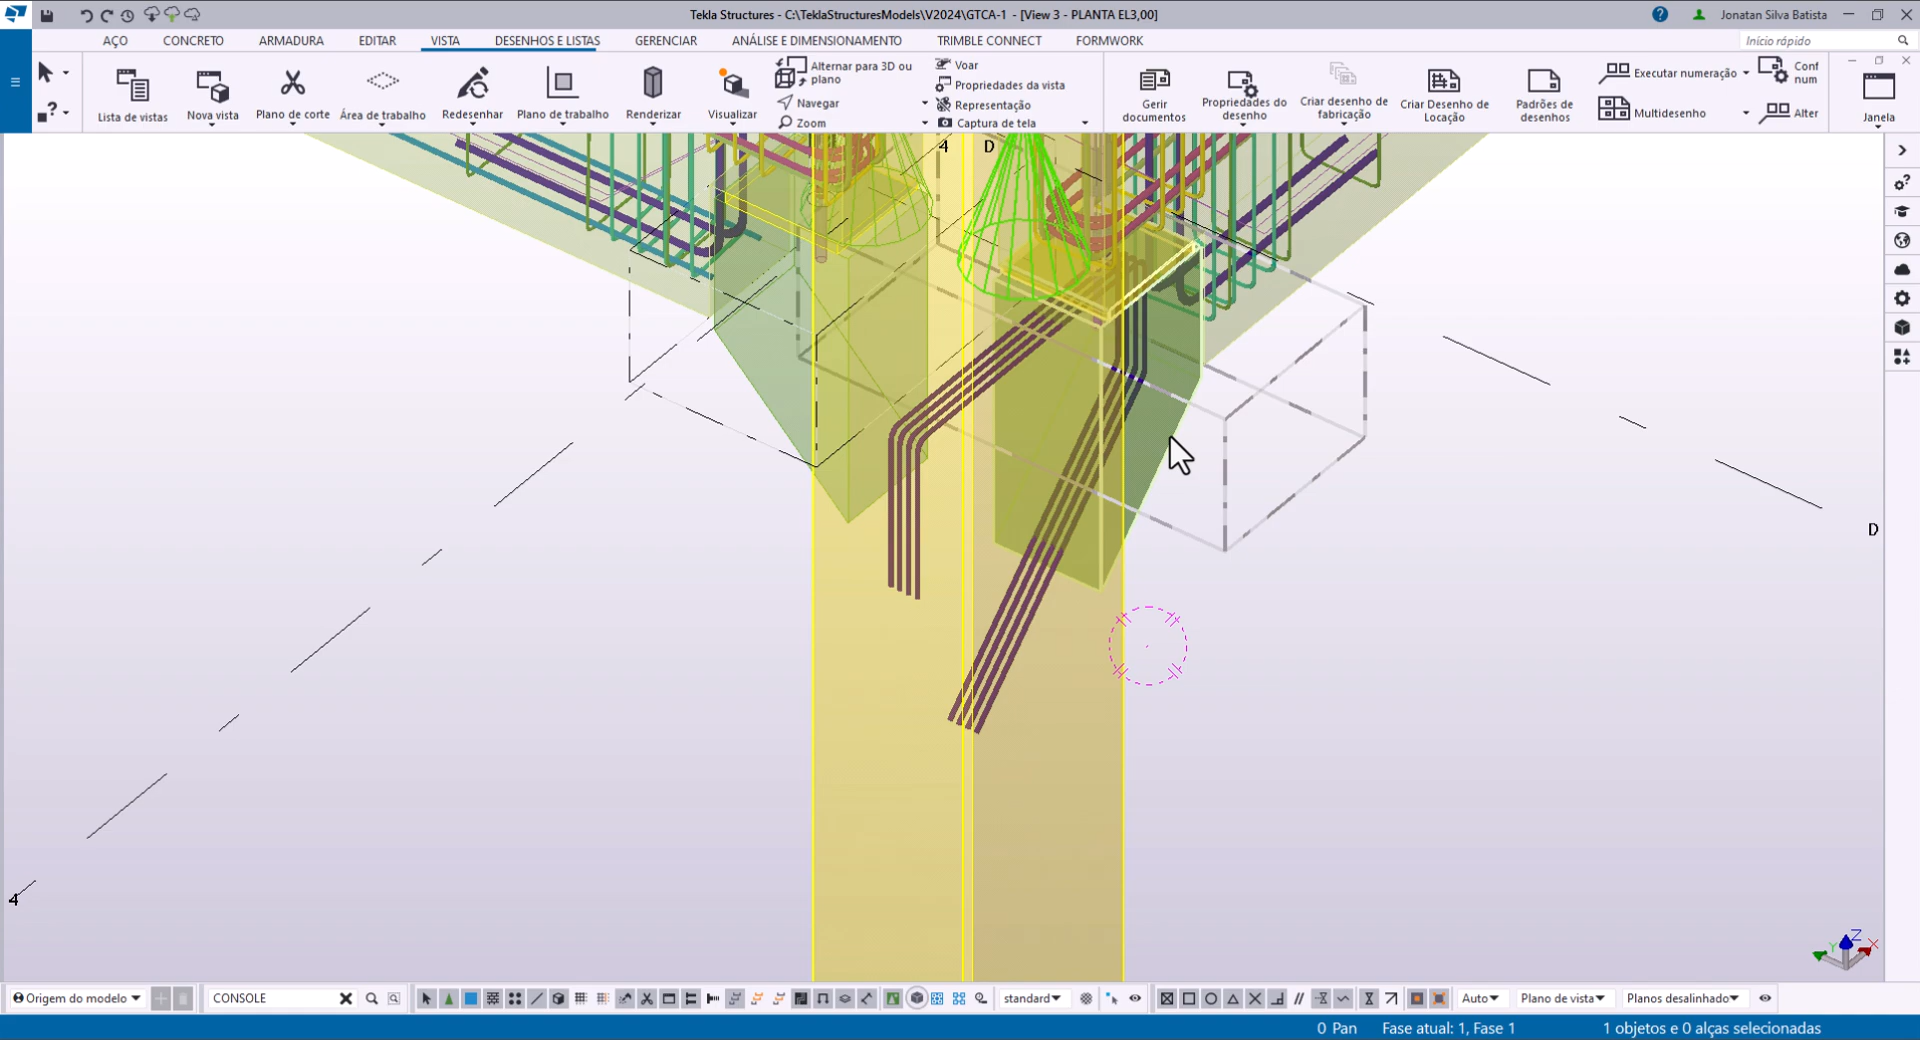 Tekla Structures - C:\TeklaStructuresModels\V2024\GTCA-1 - [View 3 - PLANTA EL3,00]
Jonatan Silva Batista
AÇO CONCRETO ARMADURA EDITAR VISTA DESENHOS E LISTAS GERENCIAR ANÁLISE E DIMENSIONAMENTO TRIMBLE CONNECT FORMWORK
Início rápido
Lista de vistas
Nova vista
Plano de corte
Área de trabalho
Redesenhar
Plano de trabalho
Renderizar
Visualizar
Alternar para 3D ou
plano
Navegar
Zoom
Voar
Propriedades da vista
Representação
Captura de tela
Gerir
documentos
Propriedades do
desenho
Criar desenho de
fabricação
Criar Desenho de
Locação
Padrões de
desenhos
Executar numeração
Multidesenho
Conf
num
Alter
Janela
4 D
D
4
Z
Y
X
Origem do modelo
CONSOLE
standard
Auto
Plano de vista
Planos desalinhado
0 Pan Fase atual: 1, Fase 1 1 objetos e 0 alças selecionadas